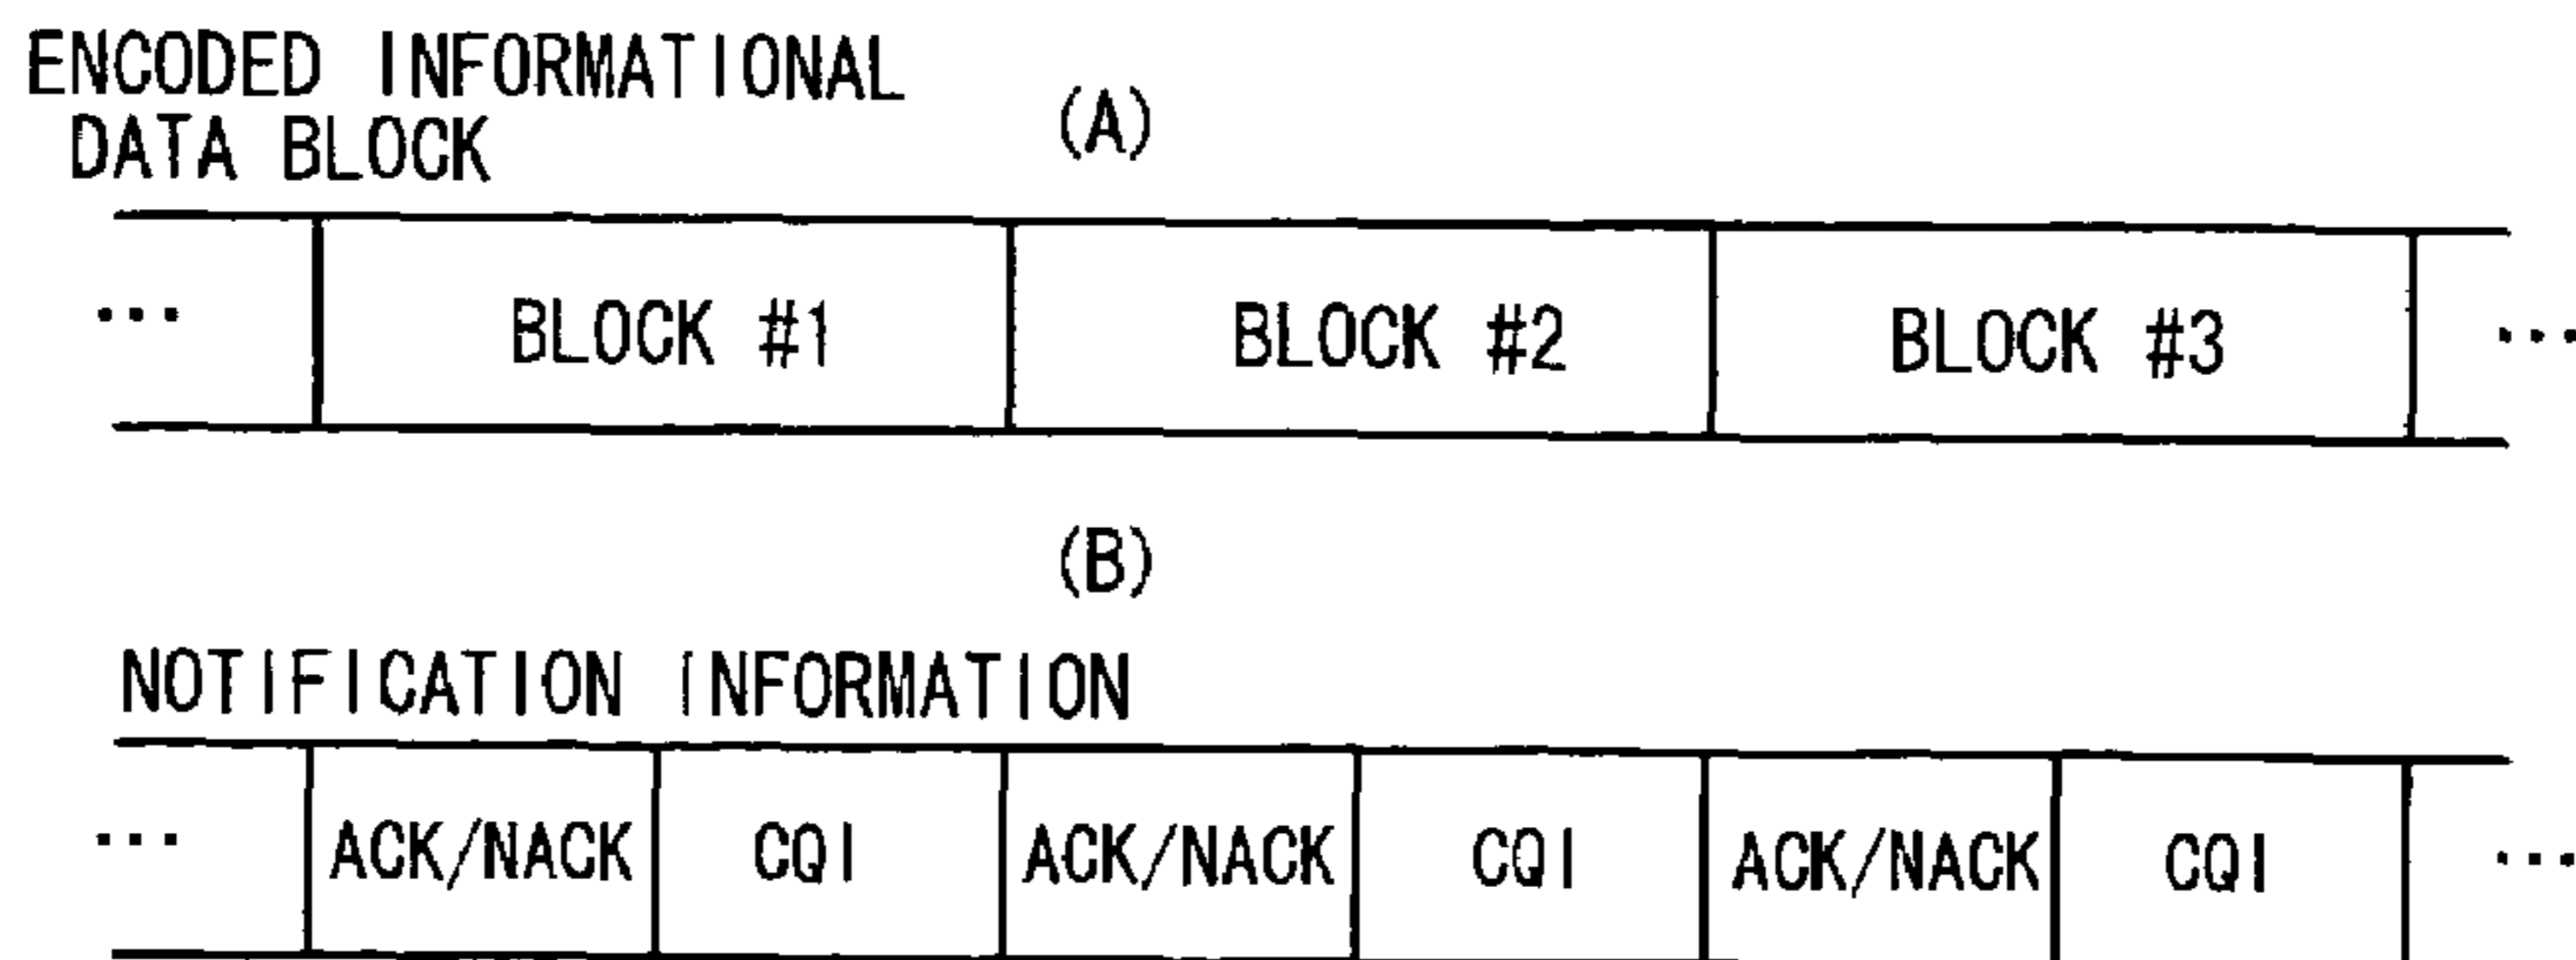 ENCODED INFORMATIONAL
DATA BLOCK
(A)
... BLOCK #1 BLOCK #2 BLOCK #3 ...
(B)
NOTIFICATION INFORMATION
... ACK/NACK CQI ACK/NACK CQI ACK/NACK CQI ...